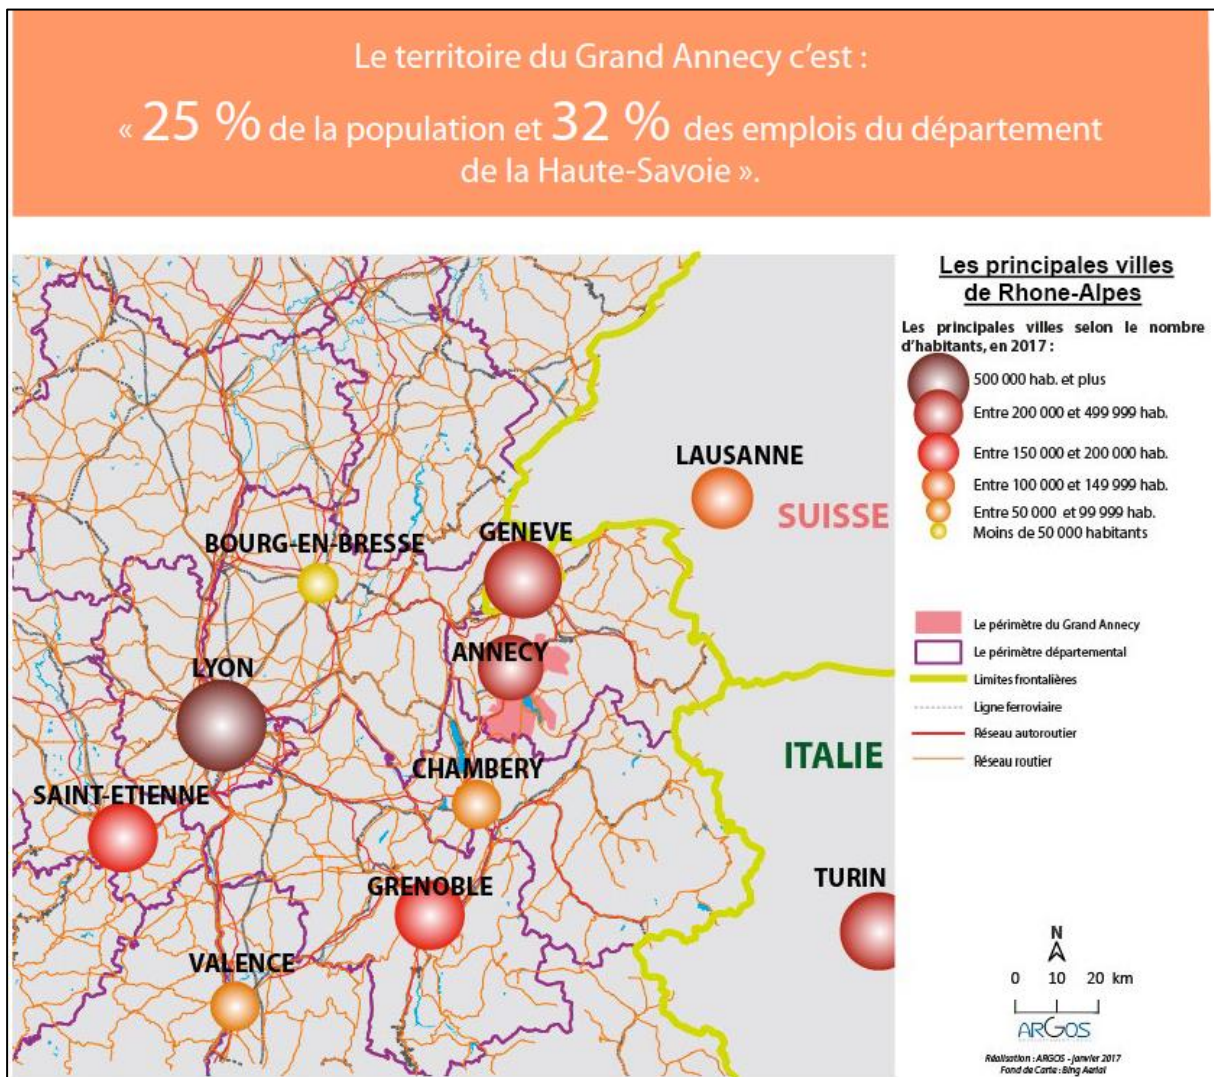 Le territoire du Grand Annecy c'est :
« 25 % de la population et 32 % des emplois du département
de la Haute-Savoie ».
Les principales villes
de Rhone-Alpes
Les principales villes selon le nombre
d'habitants, en 2017 :
500 000 hab. et plus
Entre 200 000 et 499 999 hab.
Entre 150 000 et 200 000 hab.
Entre 100 000 et 149 999 hab.
Entre 50 000 et 99 999 hab.
Moins de 50 000 habitants
Le périmètre du Grand Annecy
Le périmètre départemental
Limites frontalières
Ligne ferroviaire
Réseau autoroutier
Réseau routier
LAUSANNE
SUISSE
GENEVE
BOURG-EN-BRESSE
ANNECY
LYON
ITALIE
CHAMBERY
SAINT-ETIENNE
TURIN
GRENOBLE
VALENCE
N
0 10 20 km
ARGOS
Réalisation : ARGOS - janvier 2017
Fond de Carte : Bing Aerial